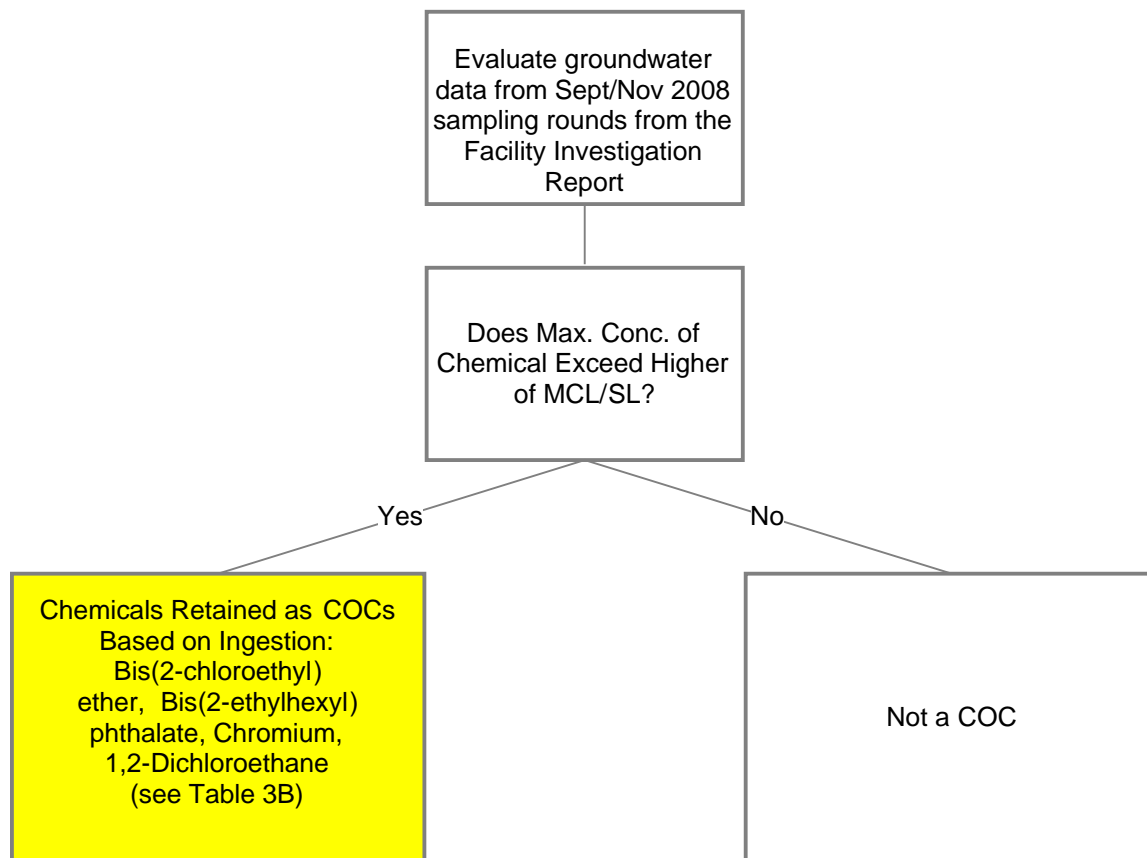 Evaluate groundwater
data from Sept/Nov 2008
sampling rounds from the
Facility Investigation
Report
Does Max. Conc. of
Chemical Exceed Higher
of MCL/SL?
Yes
No
Chemicals Retained as COCs
Based on Ingestion:
Bis(2-chloroethyl)
ether, Bis(2-ethylhexyl)
phthalate, Chromium,
1,2-Dichloroethane
(see Table 3B)
Not a COC